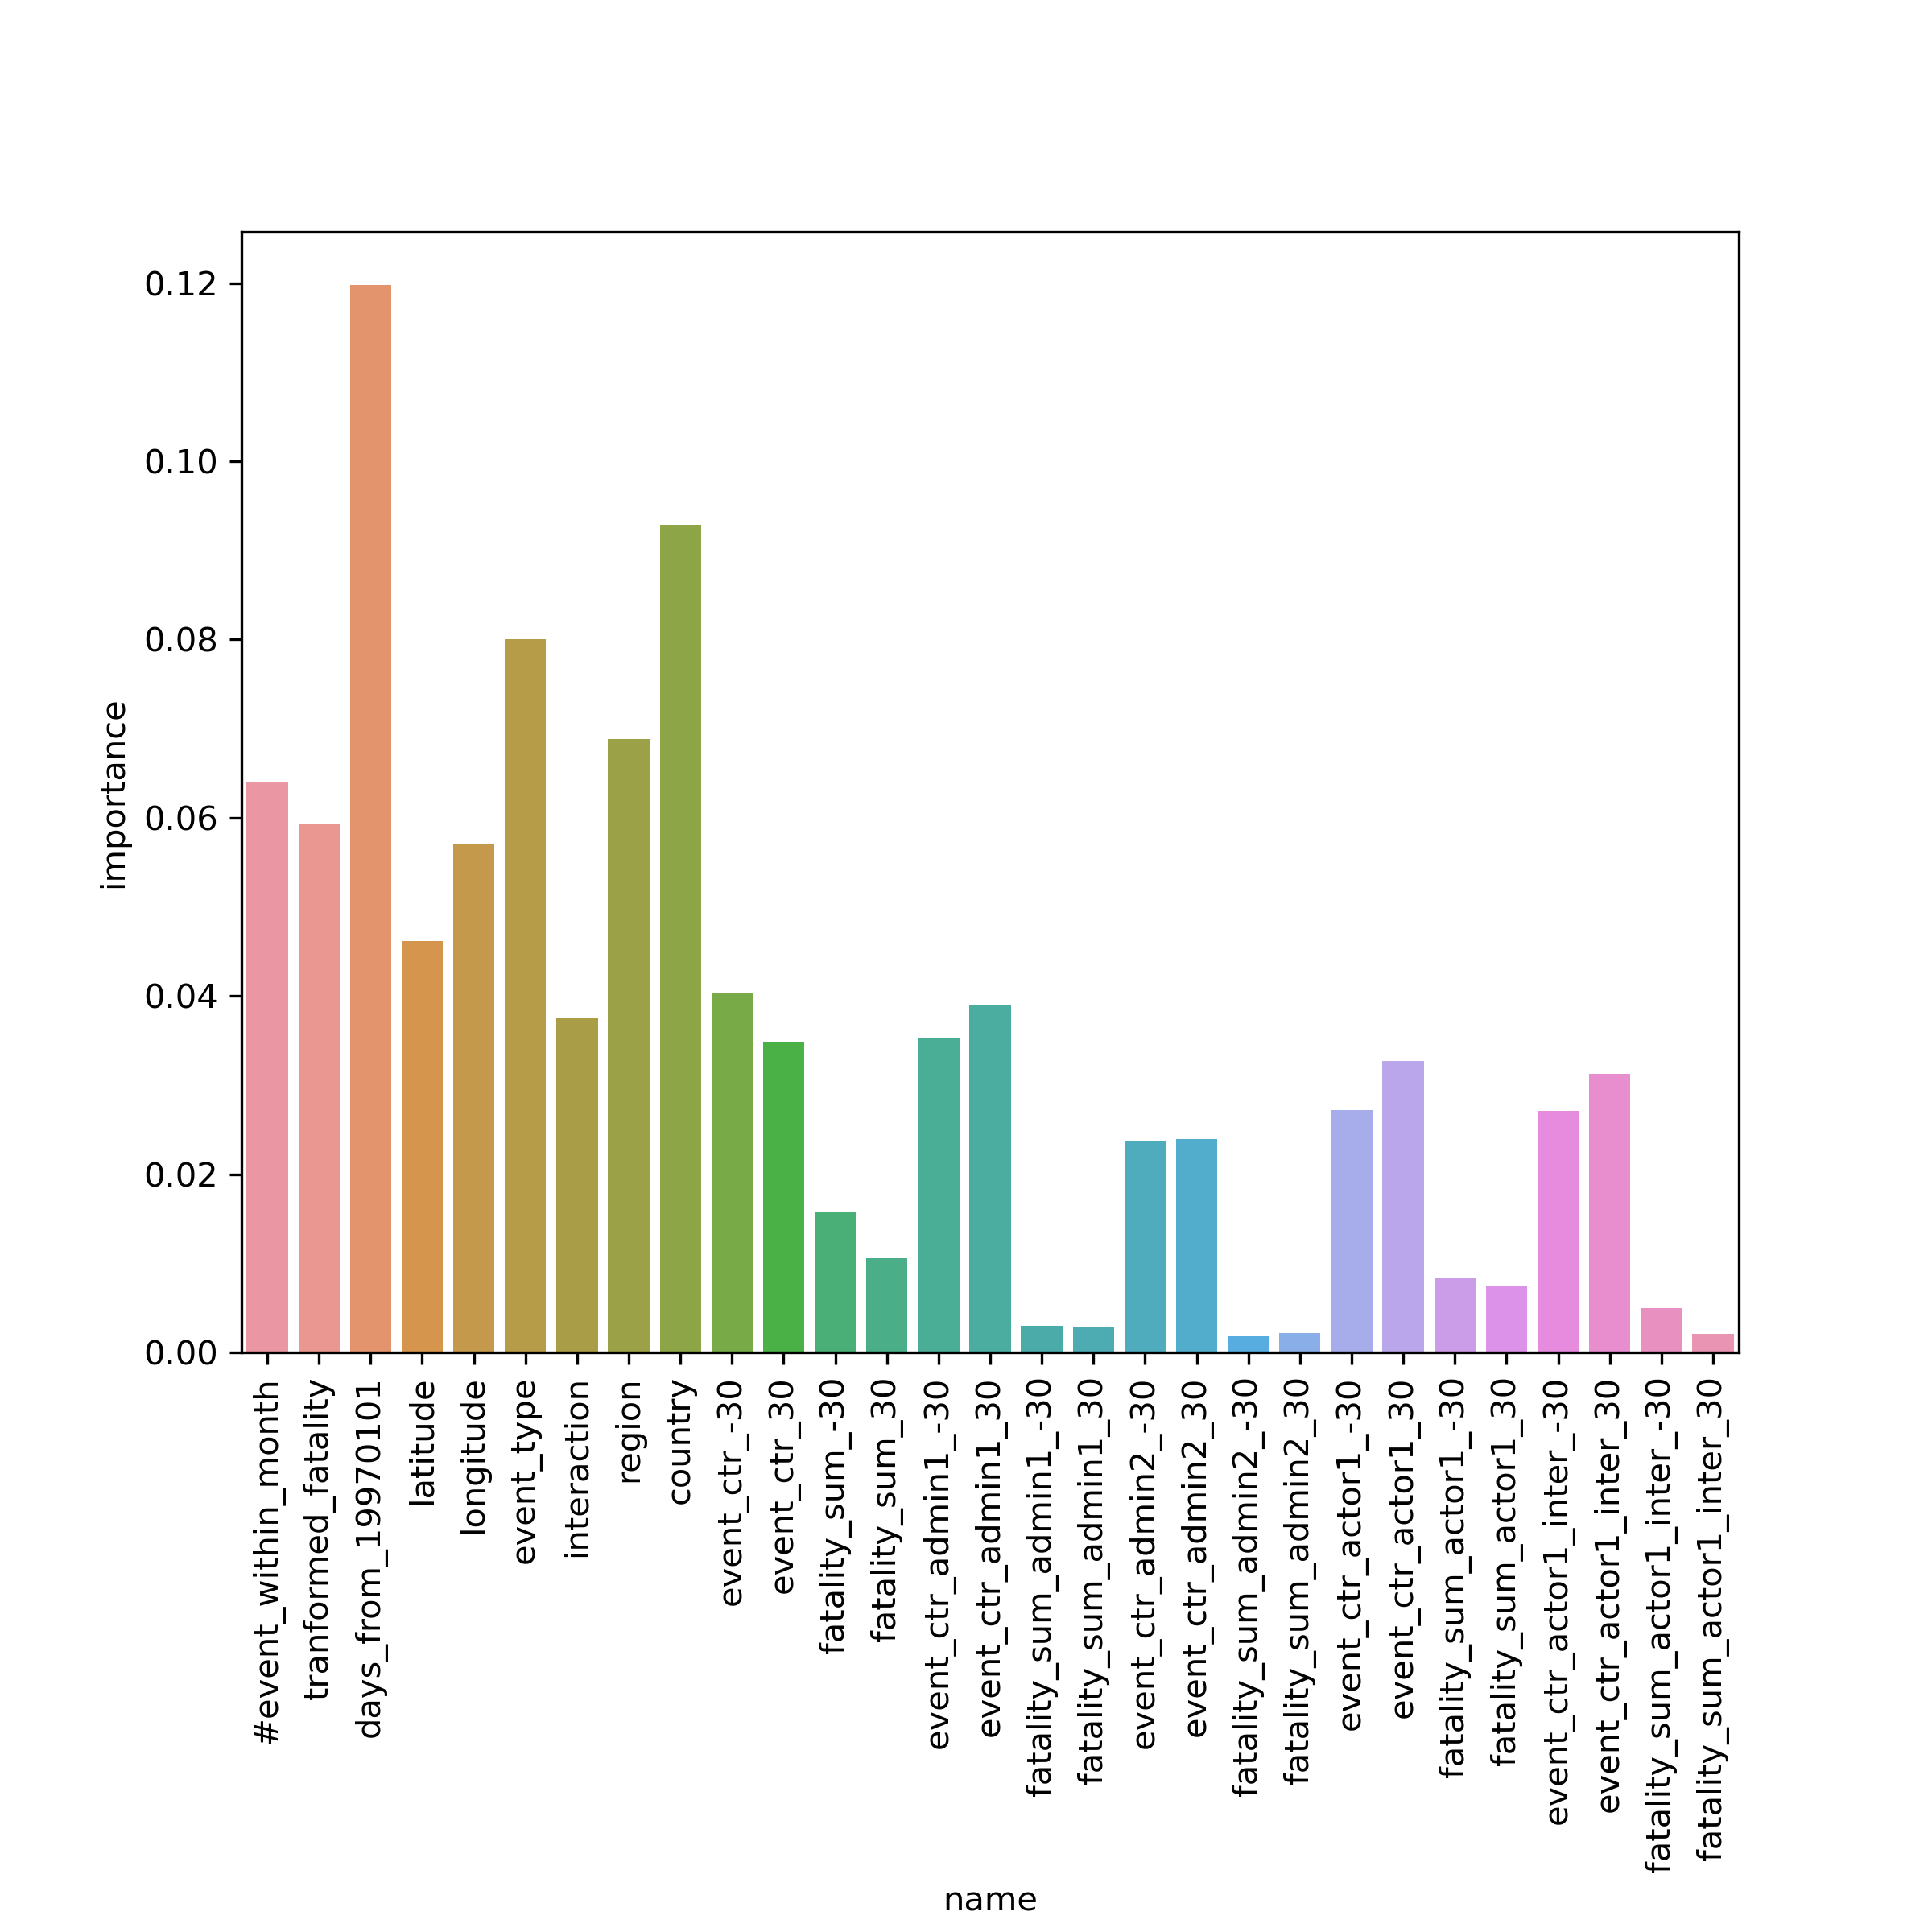 importance
0.12
0.10
0.08
0.06
0.04
0.02
0.00
#event_within_month
tranformed_fatality
days_from_19970101
latitude
longitude
event_type
interaction
region
country
event_ctr_-30
event_ctr_30
fatality_sum_-30
fatality_sum_30
event_ctr_admin1_-30
event_ctr_admin1_30
fatality_sum_admin1_-30
fatality_sum_admin1_30
event_ctr_admin2_-30
event_ctr_admin2_30
fatality_sum_admin2_-30
fatality_sum_admin2_30
event_ctr_actor1_-30
event_ctr_actor1_30
fatality_sum_actor1_-30
fatality_sum_actor1_30
event_ctr_actor1_inter_-30
event_ctr_actor1_inter_30
fatality_sum_actor1_inter_-30
fatality_sum_actor1_inter_30
name